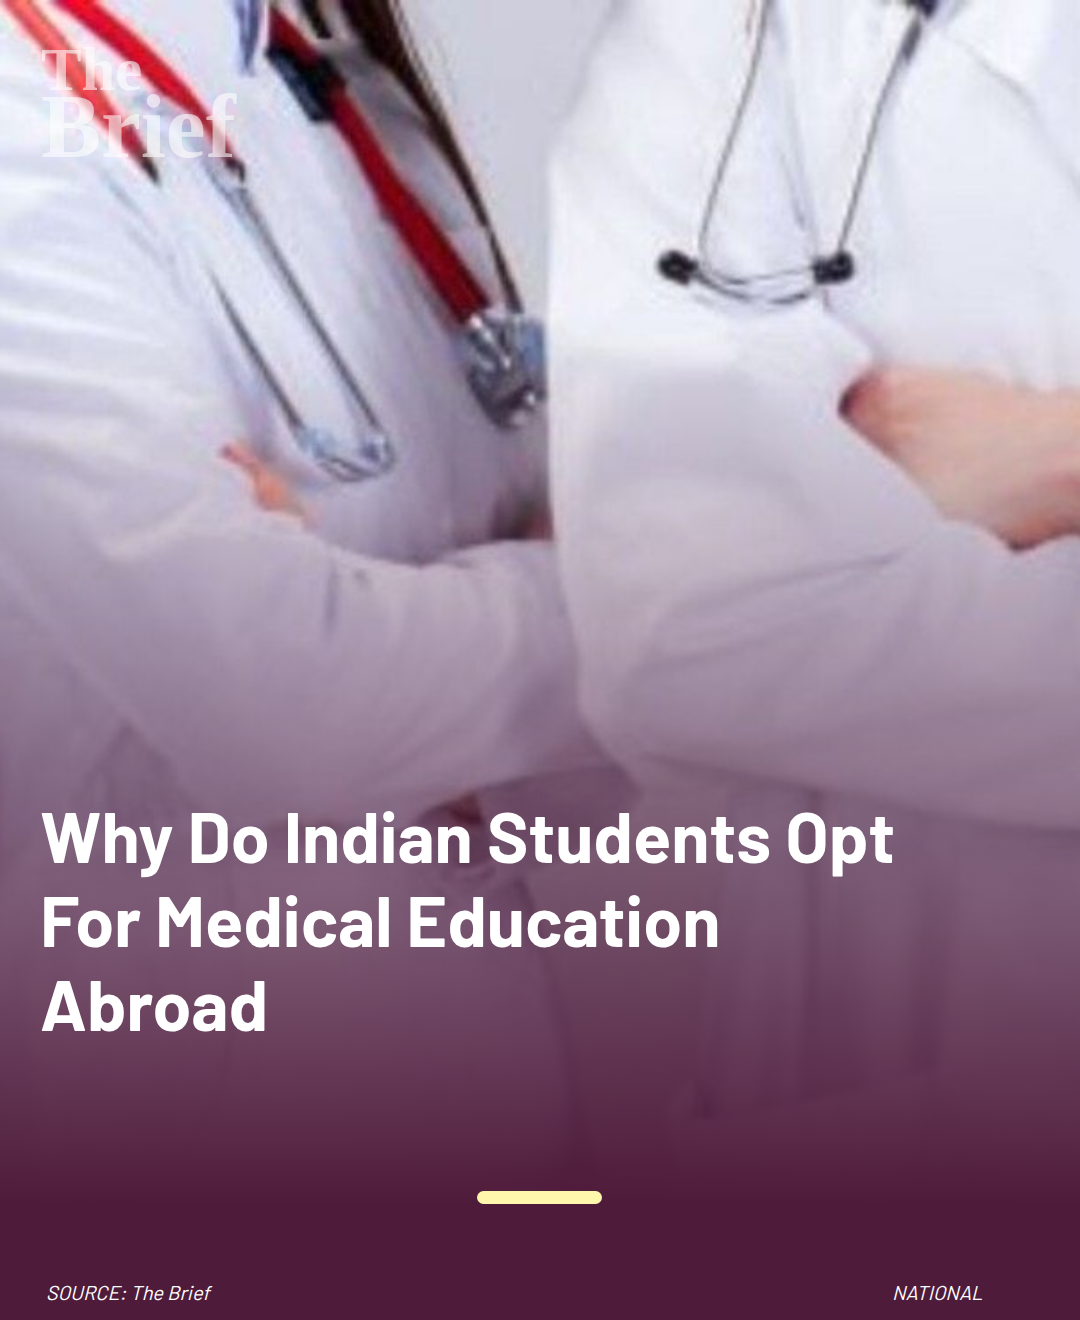 The
Brief
Why Do Indian Students Opt
For Medical Education
Abroad
SOURCE: The Brief
NATIONAL